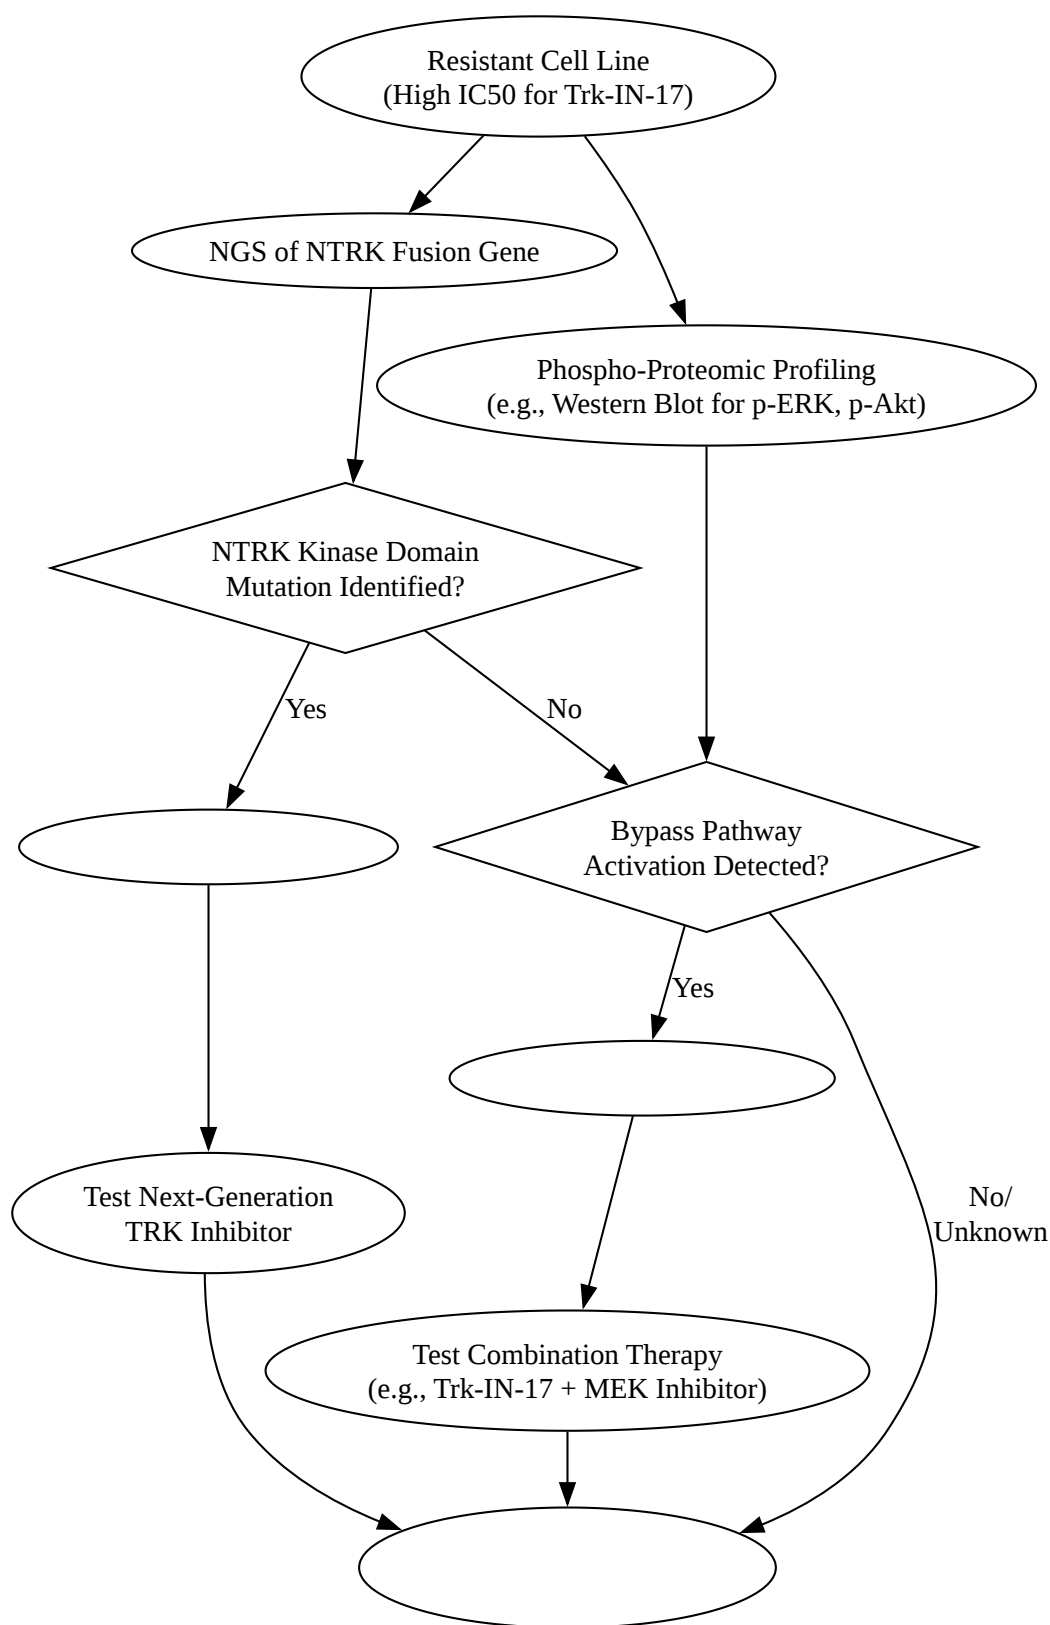 Resistant Cell Line
(High IC50 for Trk-IN-17)
NGS of NTRK Fusion Gene
Phospho-Proteomic Profiling
(e.g., Western Blot for p-ERK, p-Akt)
NTRK Kinase Domain
Mutation Identified?
Yes
No
Bypass Pathway
Activation Detected?
Yes
Test Next-Generation
TRK Inhibitor
No/
Unknown
Test Combination Therapy
(e.g., Trk-IN-17 + MEK Inhibitor)